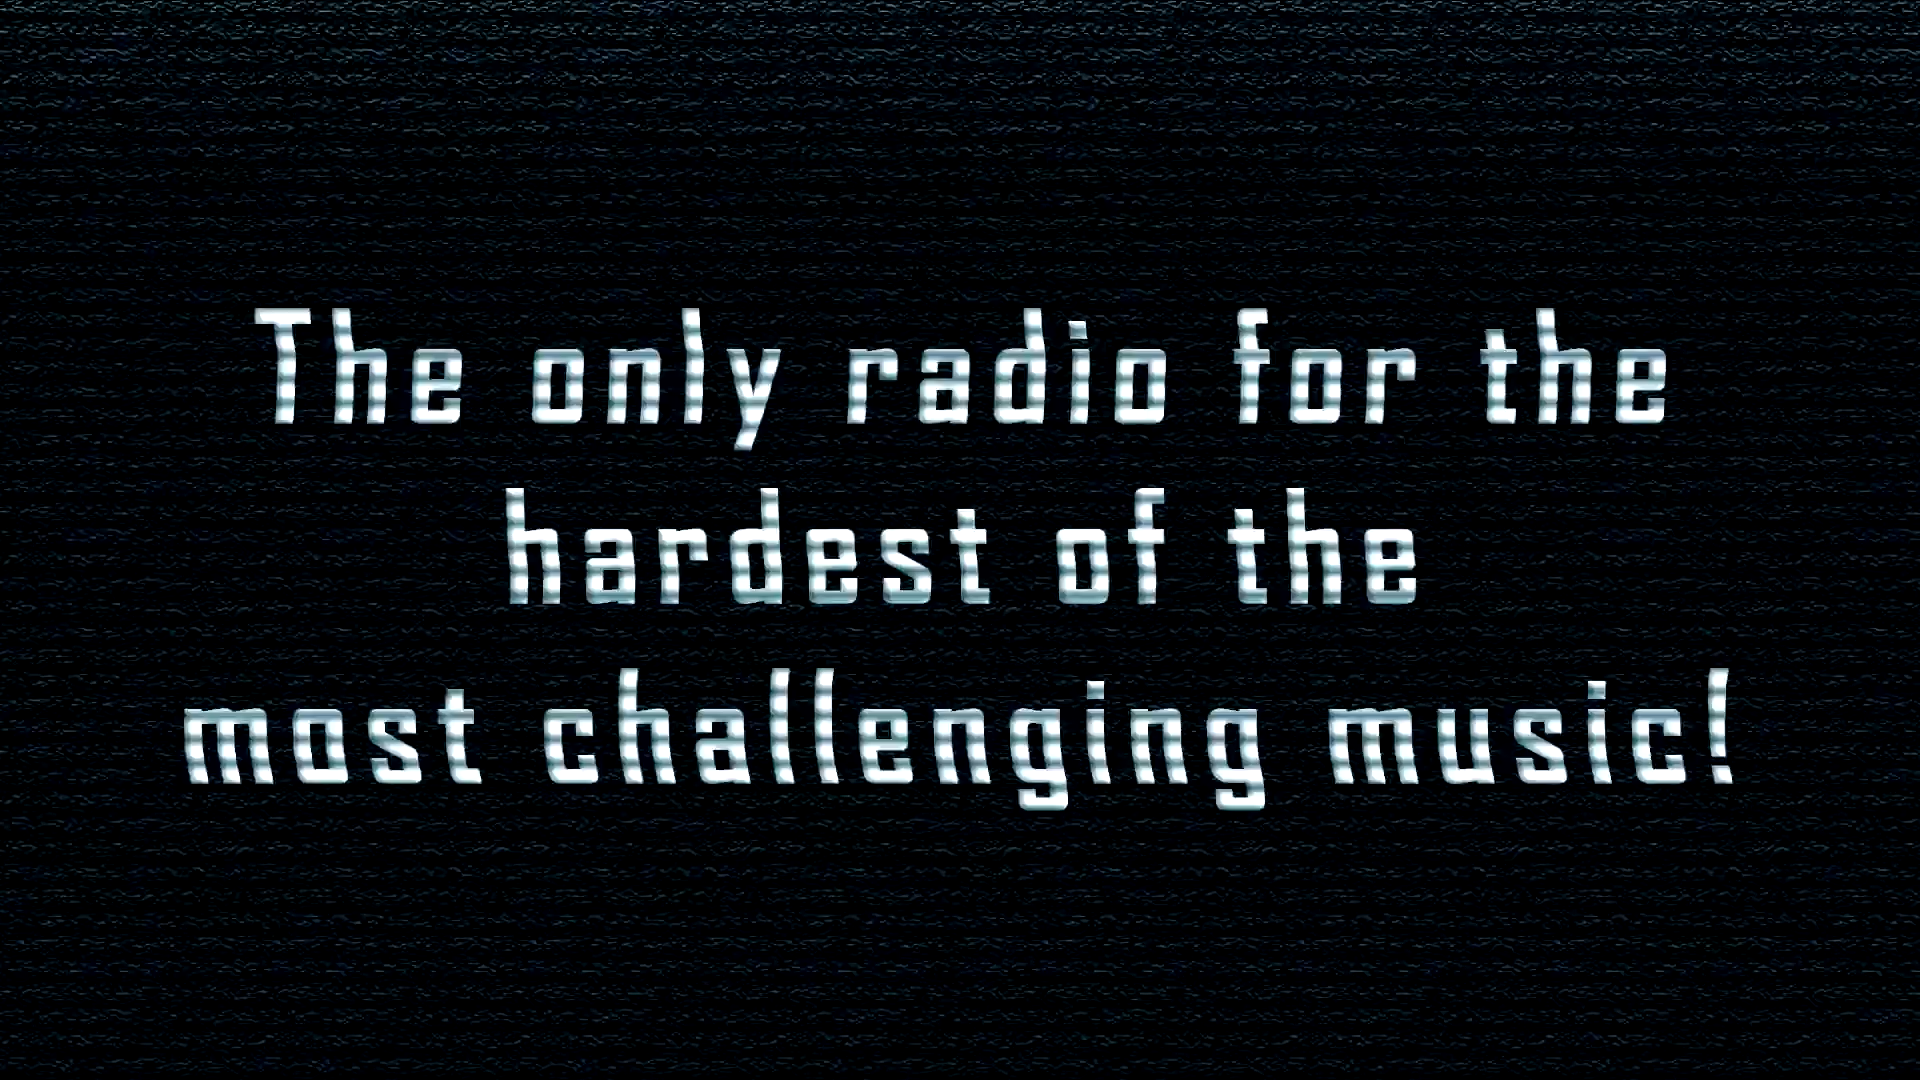 The only radio for the
hardest of the
most challenging music!